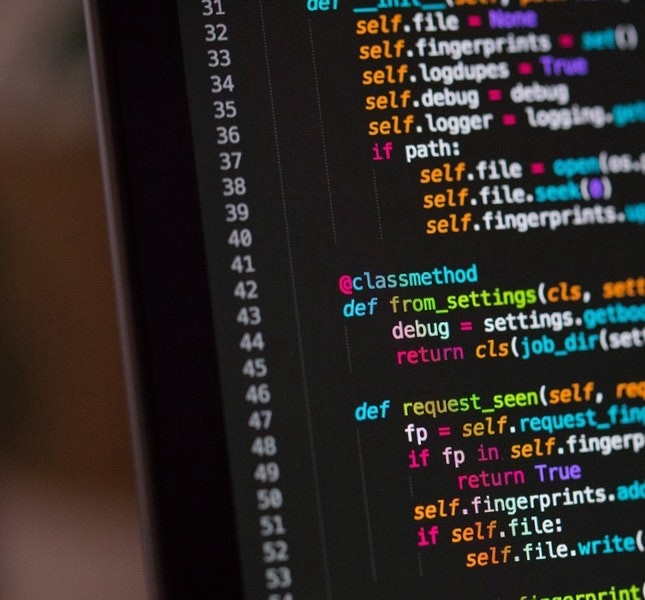 31 def __init__(self, 
32 self.file = None
33 self.fingerprints = set()
34 self.logdupes = True
35 self.debug = debug
36 self.logger = logging.ge
37 if path:
38 self.file = open(os.
39 self.file.seek(0)
40 self.fingerprints.u
41
42 @classmethod
43 def from_settings(cls, sett
44 debug = settings.getboo
45 return cls(job_dir(sett
46
47 def request_seen(self, req
48 fp = self.request_fing
49 if fp in self.fingerp
50 return True
51 self.fingerprints.add
52 if self.file:
53 self.file.write(
fingerprint(